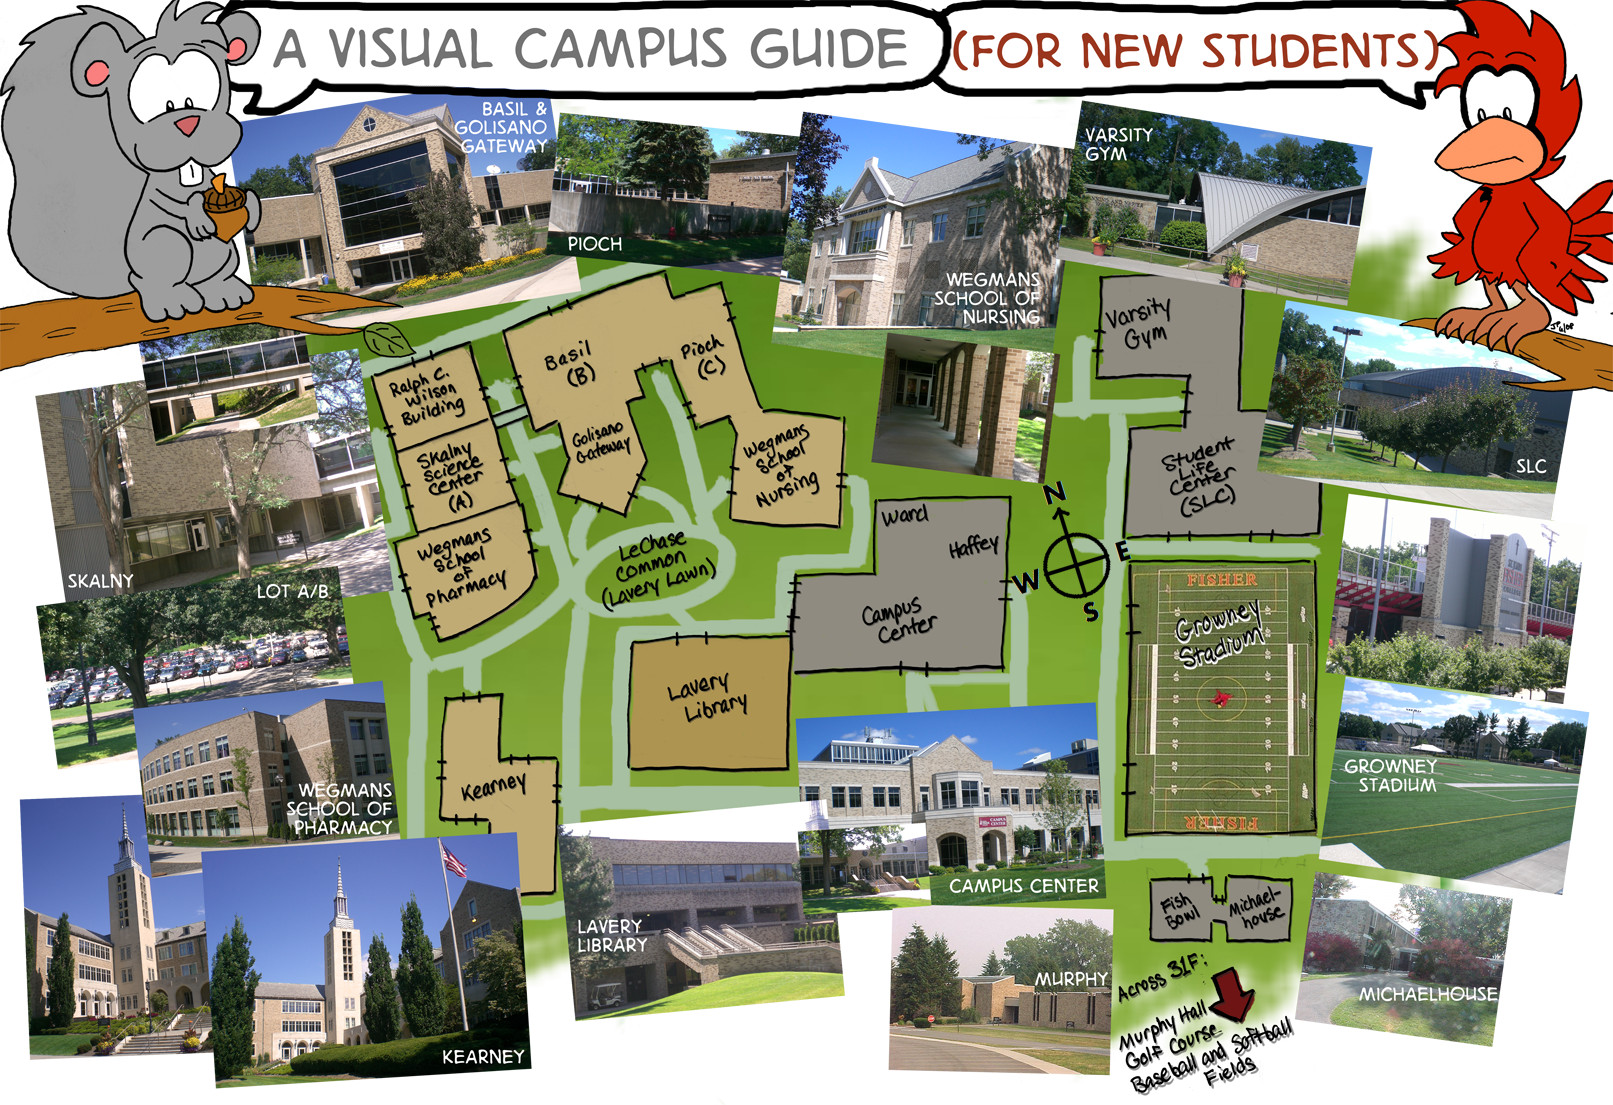 A VISUAL CAMPUS GUIDE
(FOR NEW STUDENTS)
BASIL &
GOLISANO
GATEWAY
PIOCH
WEGMANS
SCHOOL OF
NURSING
VARSITY
GYM
SLC
SKALNY
LOT A/B
WEGMANS
SCHOOL OF
PHARMACY
KEARNEY
LAVERY
LIBRARY
CAMPUS CENTER
MURPHY
MICHAELHOUSE
GROWNEY
STADIUM
Ralph C.
Wilson
Building
Skalny
Science
Center
(A)
Wegmans
School
of
Pharmacy
Basil
(B)
Golisano
Gateway
Pioch
(C)
Wegmans
School
of
Nursing
LeChase
Common
(Lavery Lawn)
Ward
Haffey
Campus
Center
Lavery
Library
Kearney
Varsity
Gym
Student
Life
Center
(SLC)
N
E
W
S
FISHER
Growney
Stadium
FISHER
Fish
Bowl
Michael-
house
Across 31F:
Murphy Hall
Golf Course
Baseball and Softball
Fields
CAMPUS
CENTER